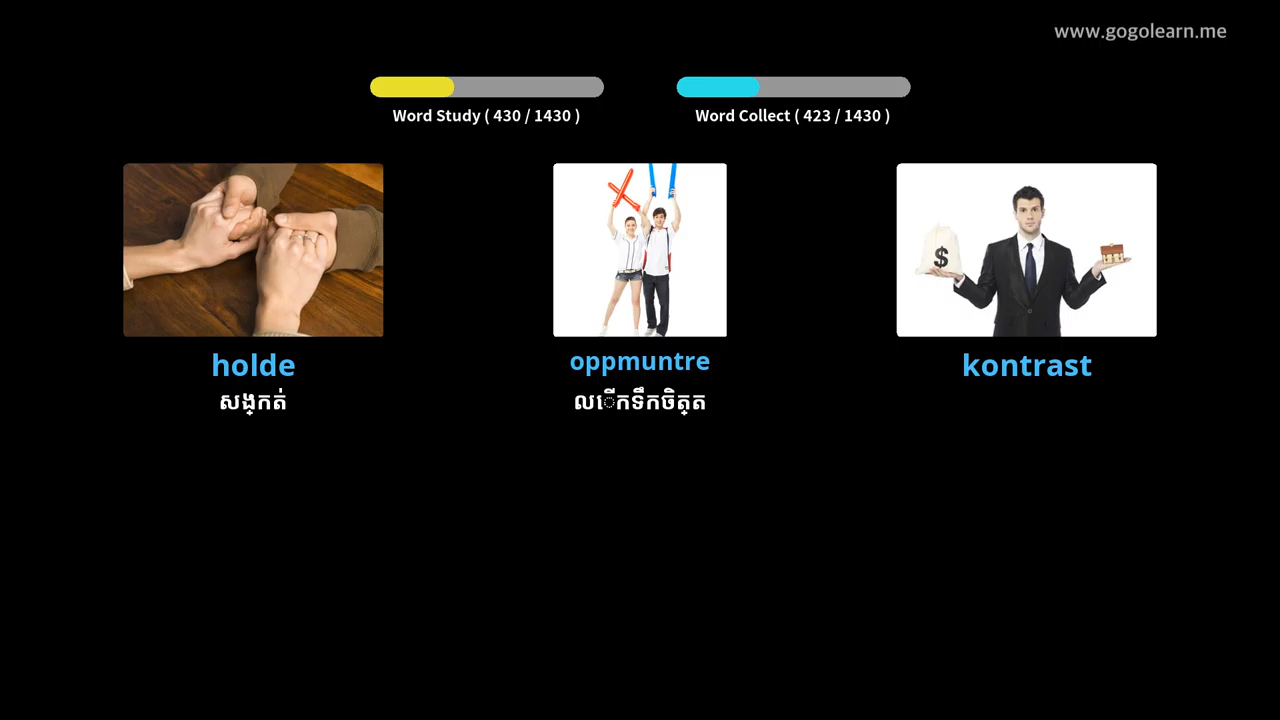 www.gogolearn.me
Word Study ( 430 / 1430 )
Word Collect ( 423 / 1430 )
$
holde
oppmuntre
kontrast
សង្កត់
លើកទឹកចិត្ត